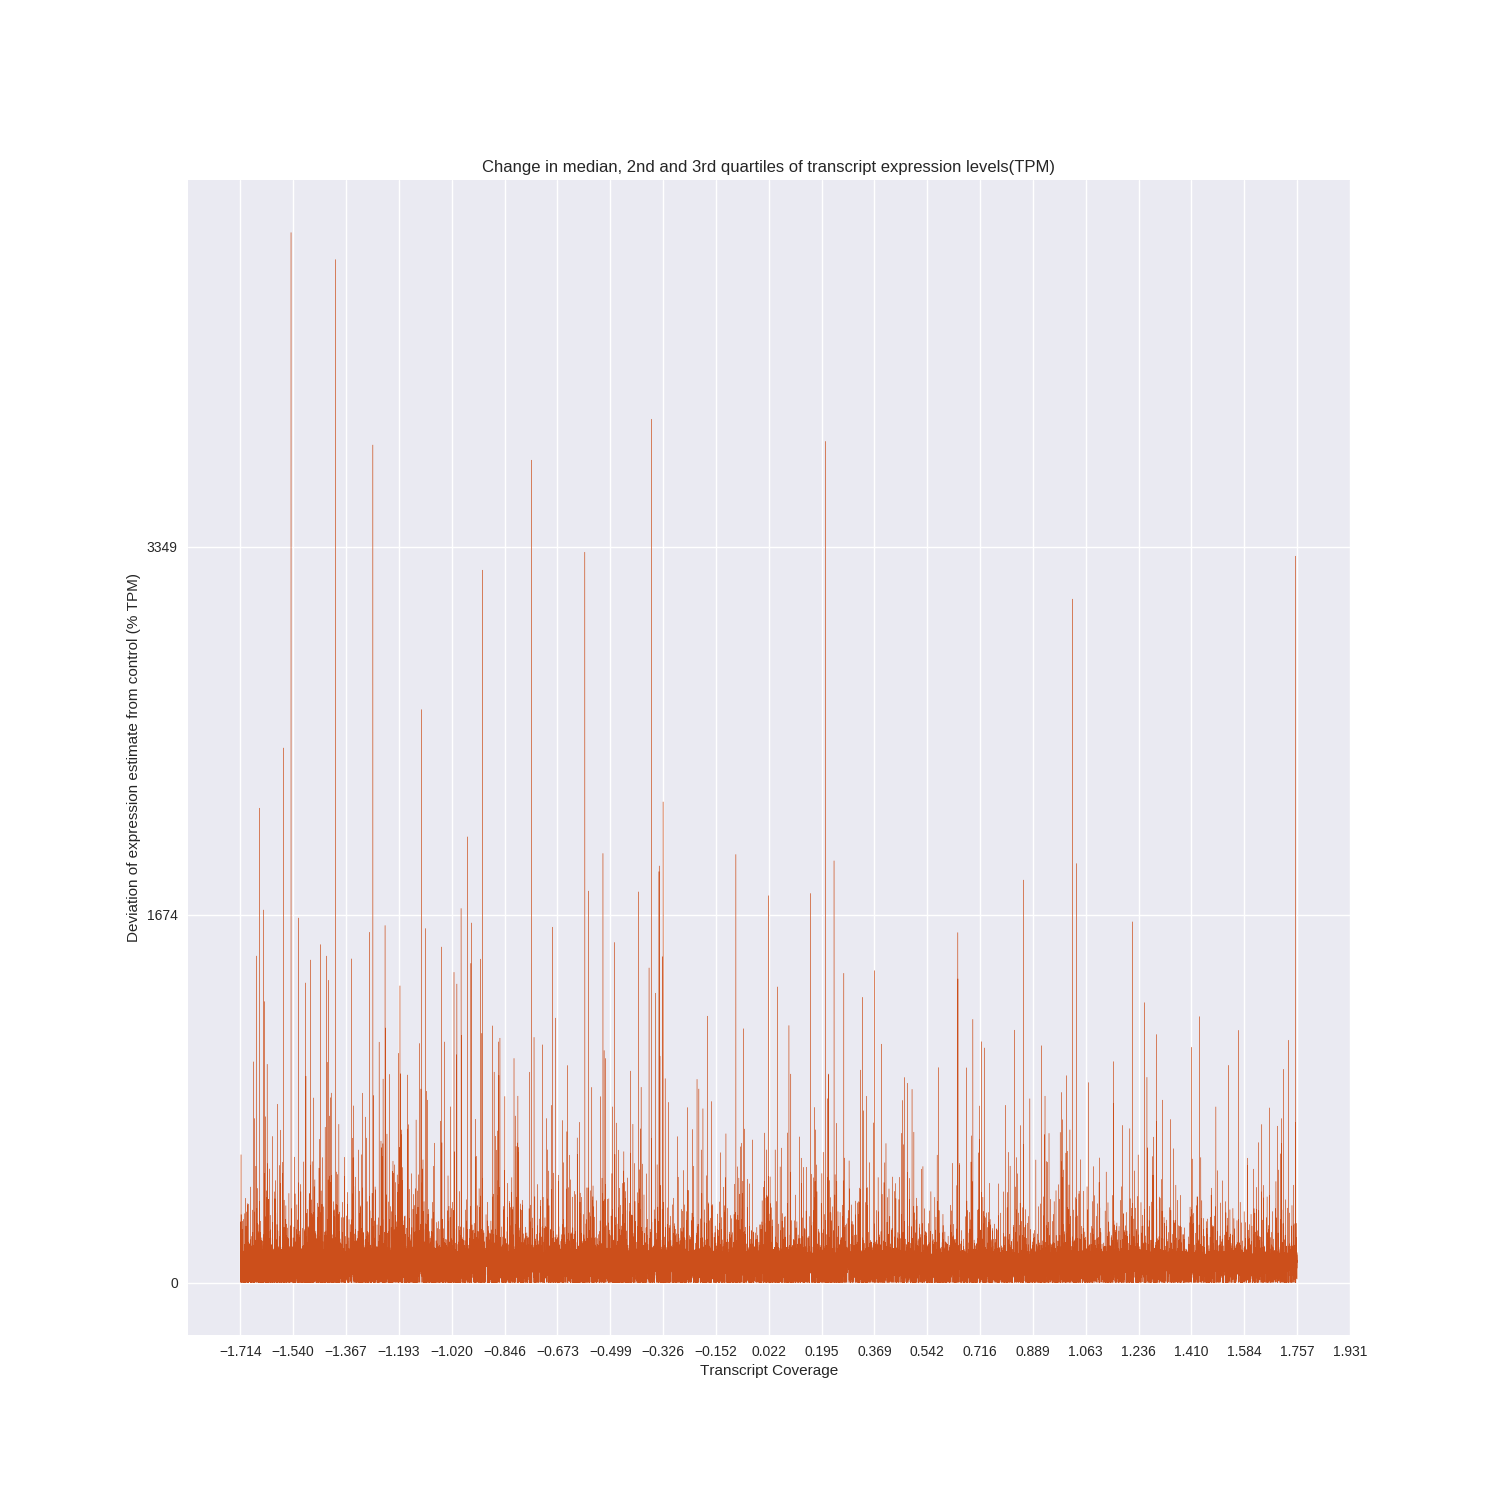 Change in median, 2nd and 3rd quartiles of transcript expression levels(TPM)
Deviation of expression estimate from control (% TPM)
3349
1674
0
−1.714 −1.540 −1.367 −1.193 −1.020 −0.846 −0.673 −0.499 −0.326 −0.152 0.022 0.195 0.369 0.542 0.716 0.889 1.063 1.236 1.410 1.584 1.757 1.931
Transcript Coverage